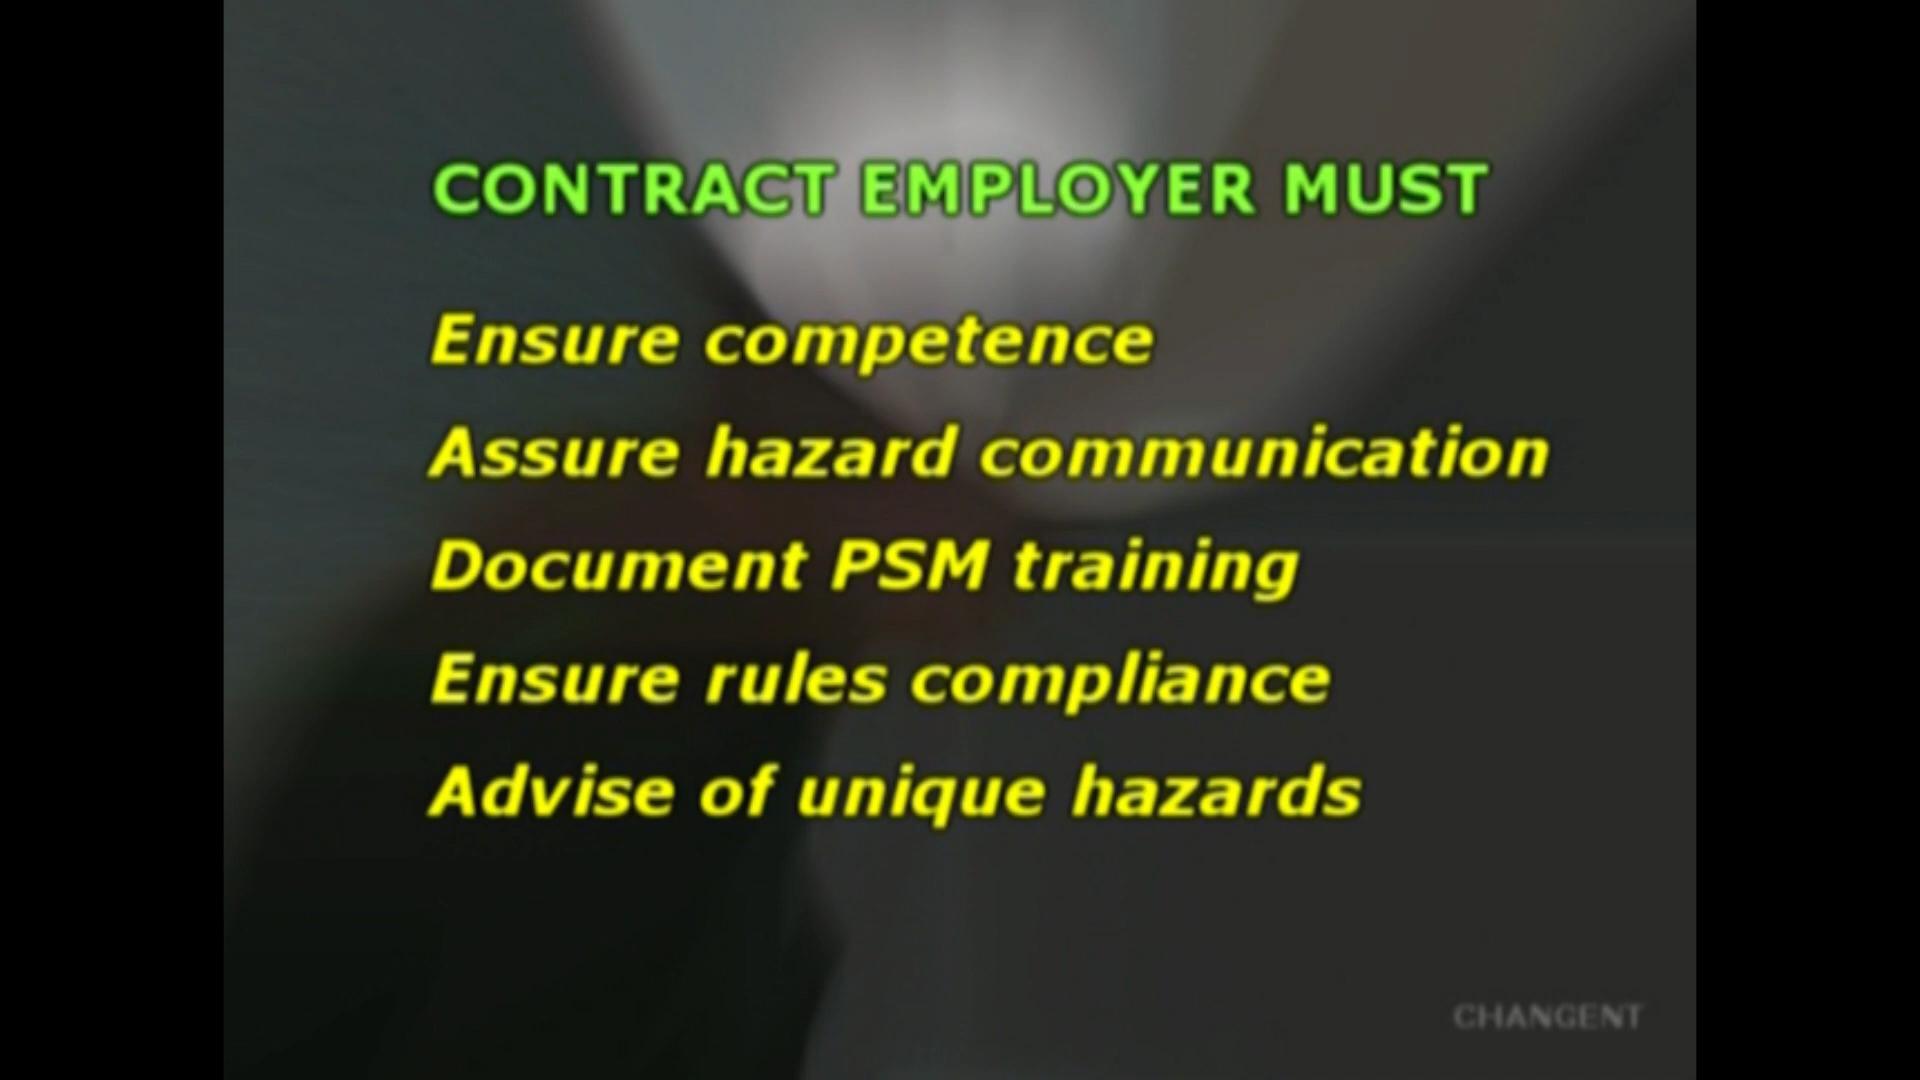 CONTRACT EMPLOYER MUST
Ensure competence
Assure hazard communication
Document PSM training
Ensure rules compliance
Advise of unique hazards
CHANGENT